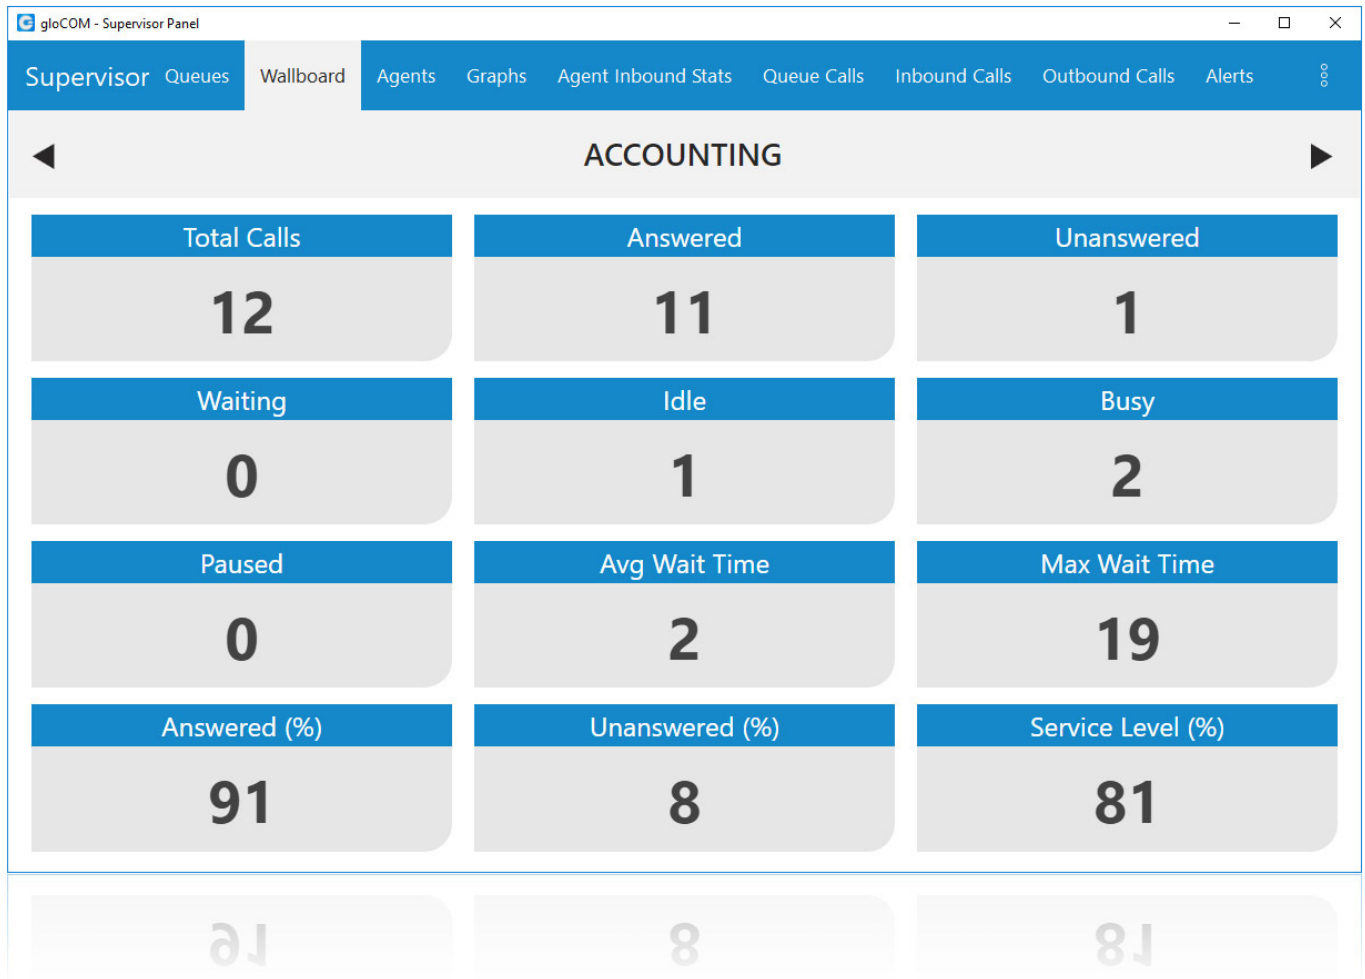 gloCOM - Supervisor Panel
Supervisor Queues Wallboard Agents Graphs Agent Inbound Stats Queue Calls Inbound Calls Outbound Calls Alerts
ACCOUNTING
Total Calls Answered Unanswered
12 11 1
Waiting Idle Busy
0 1 2
Paused Avg Wait Time Max Wait Time
0 2 19
Answered (%) Unanswered (%) Service Level (%)
91 8 81